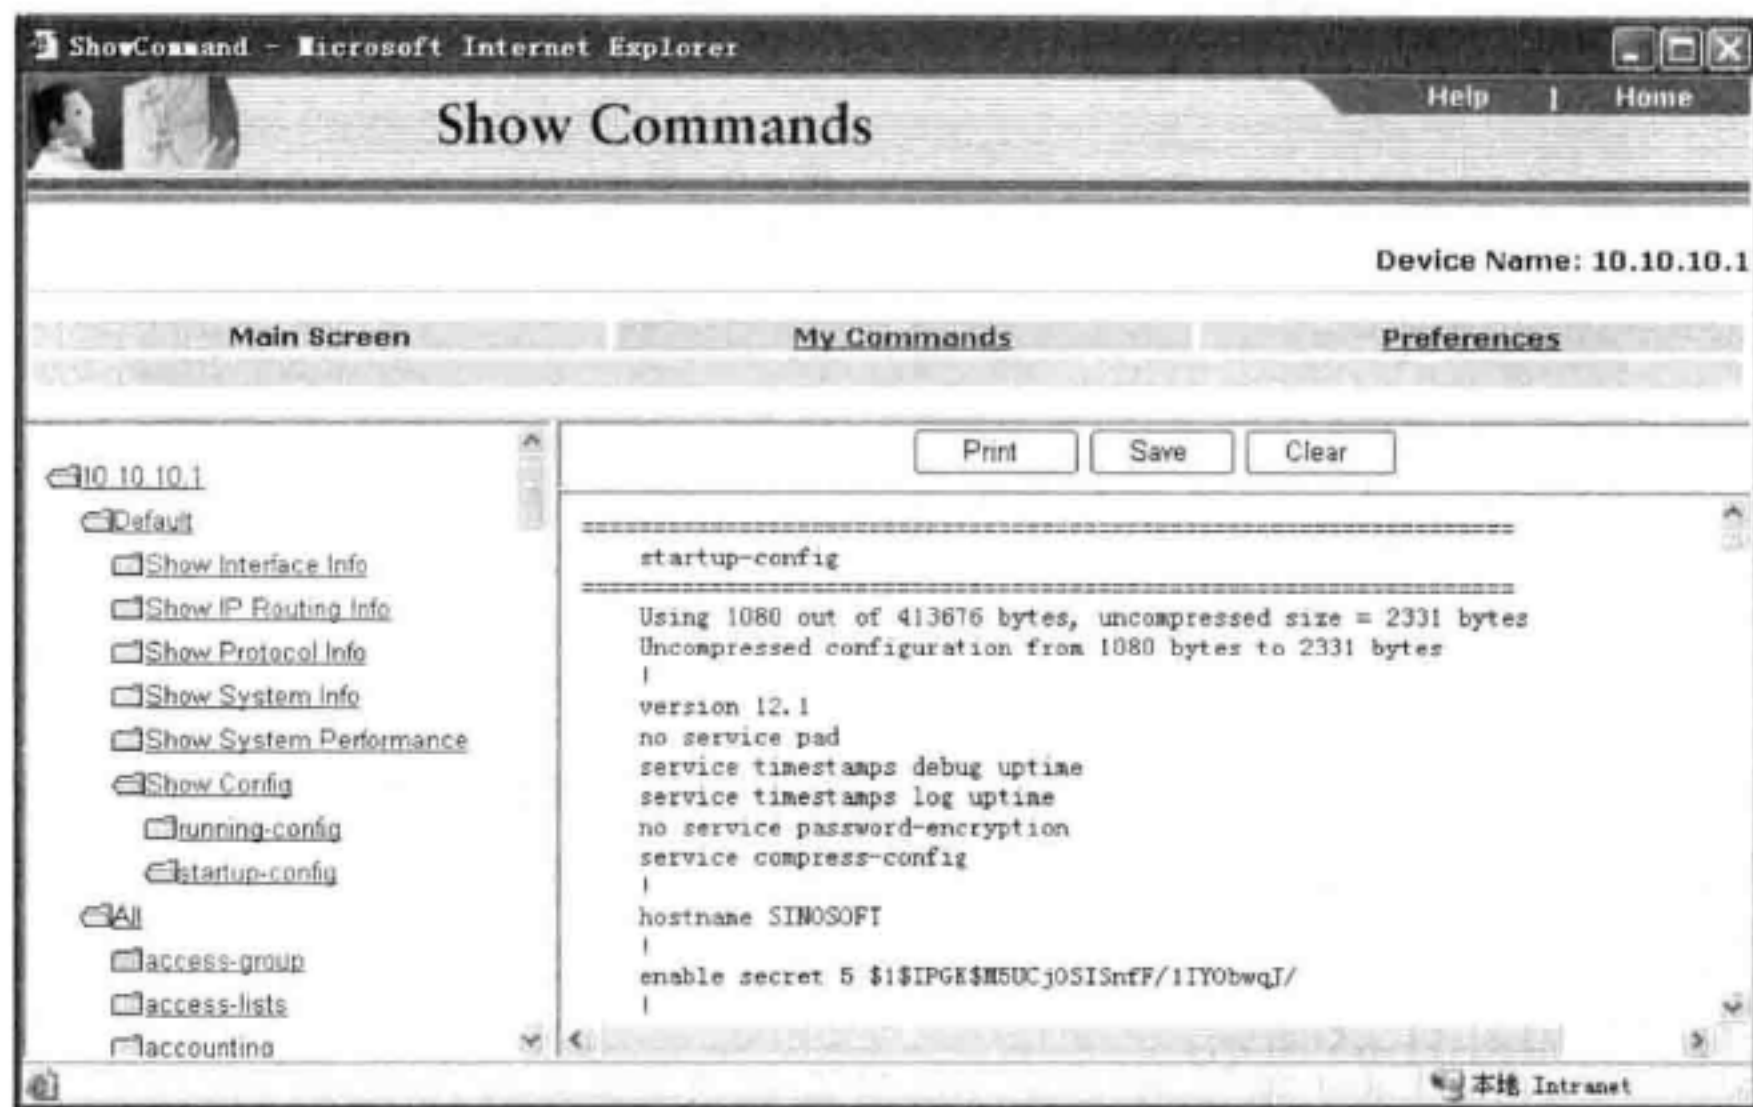 ShowCommand - Microsoft Internet Explorer
Help | Home
Show Commands
Device Name: 10.10.10.1
Main Screen My Commands Preferences
Print Save Clear
10.10.10.1
Default
Show Interface Info
Show IP Routing Info
Show Protocol Info
Show System Info
Show System Performance
Show Config
running-config
startup-config
All
access-group
access-lists
accounting
================================================================
startup-config
================================================================
Using 1080 out of 413676 bytes, uncompressed size = 2331 bytes
Uncompressed configuration from 1080 bytes to 2331 bytes
!
version 12.1
no service pad
service timestamps debug uptime
service timestamps log uptime
no service password-encryption
service compress-config
!
hostname SINOSOFT
!
enable secret 5
!
本地 Intranet